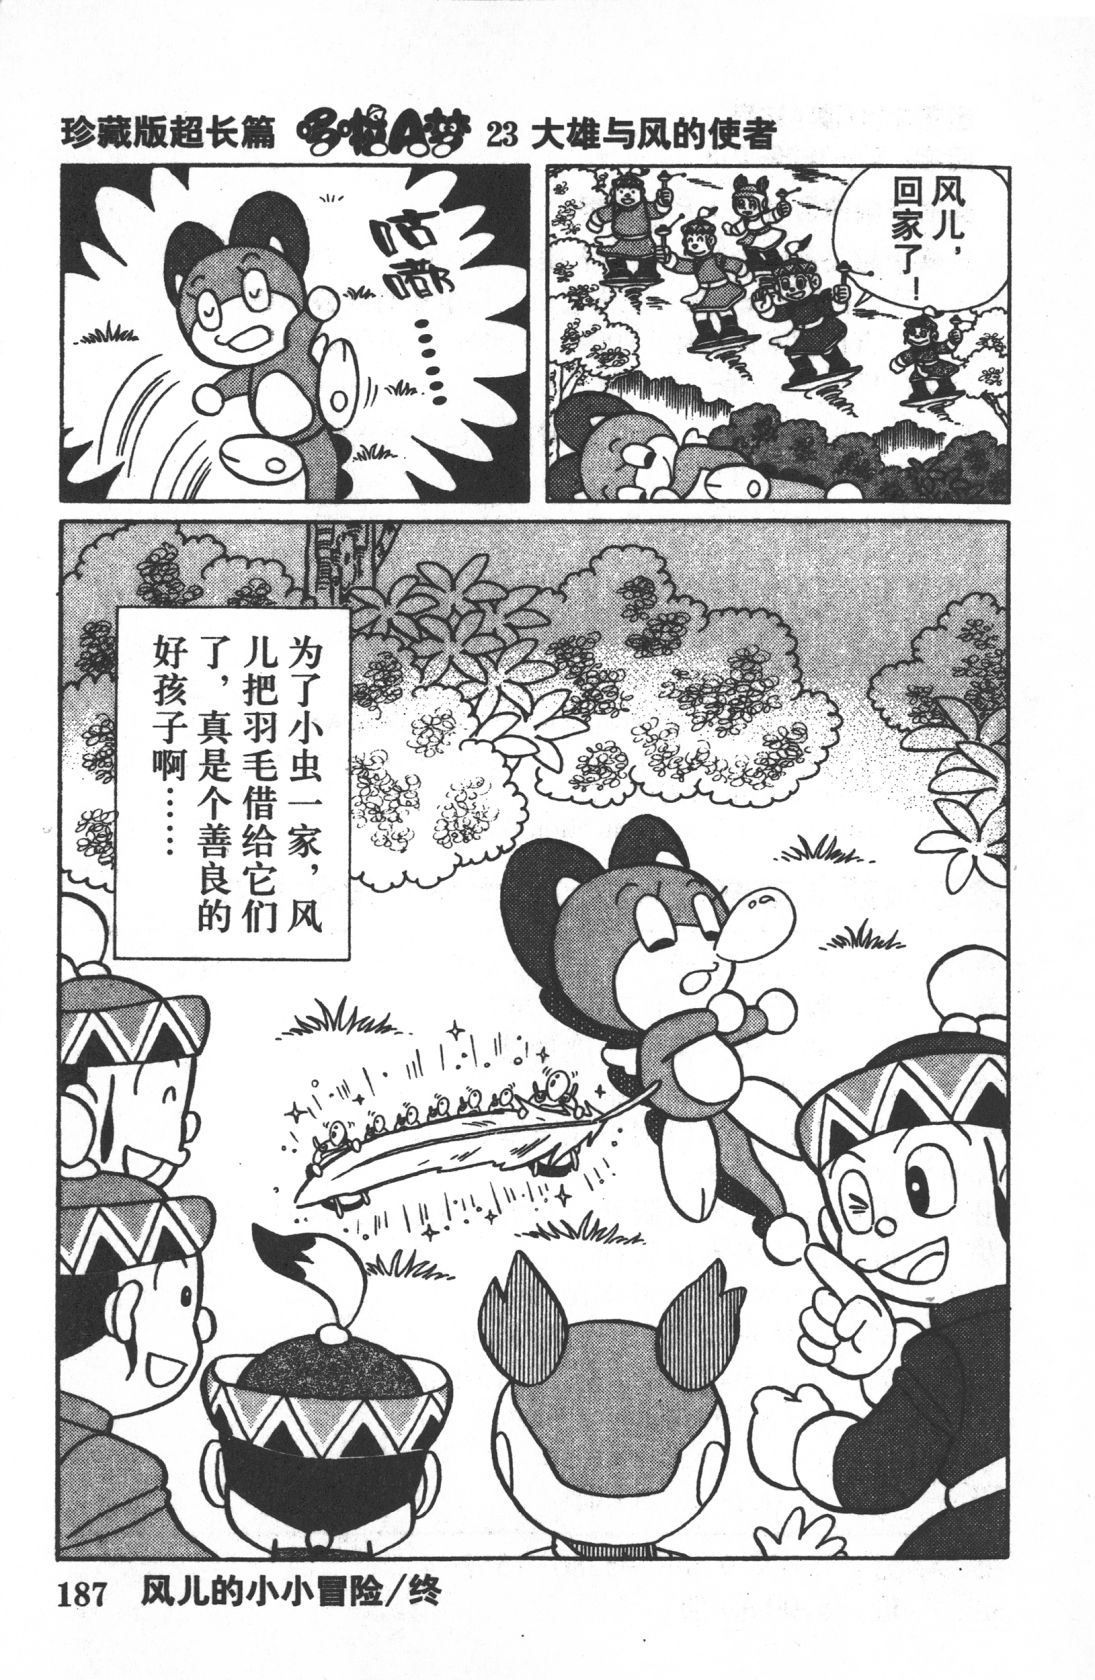 珍藏版超长篇 哆啦A梦 23 大雄与风的使者
咕
嘟
……
风儿，
回家了！
为了小虫一家，风
儿把羽毛借给它们
了，真是个善良的
好孩子啊……
187 风儿的小小冒险/终